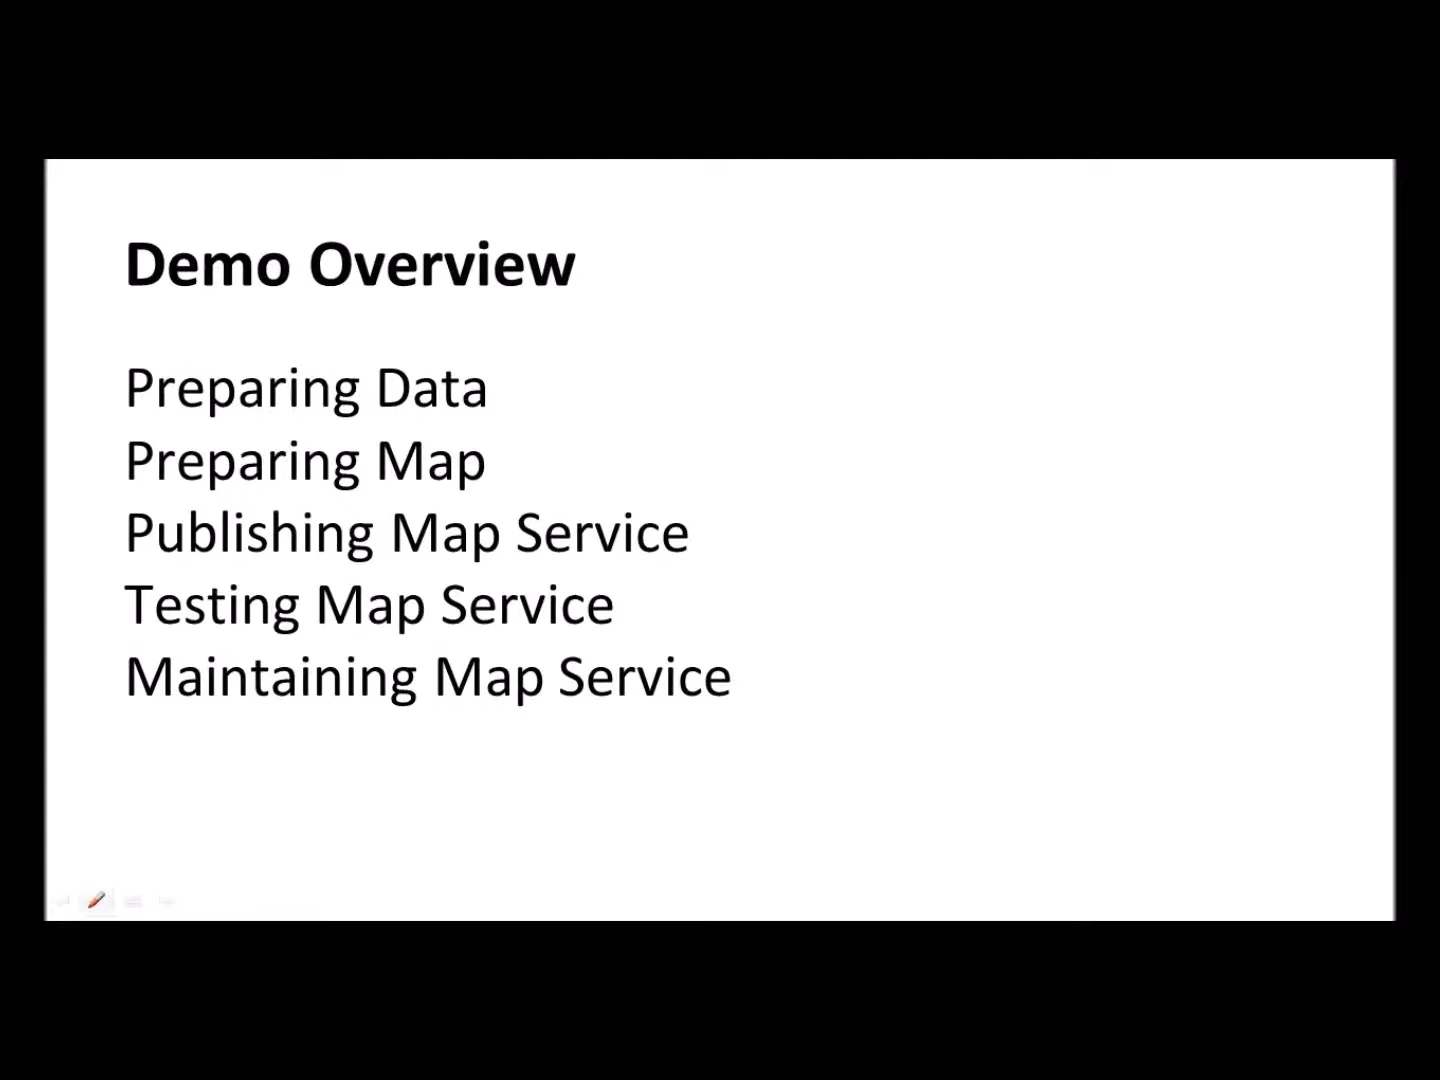 Demo Overview
Preparing Data
Preparing Map
Publishing Map Service
Testing Map Service
Maintaining Map Service